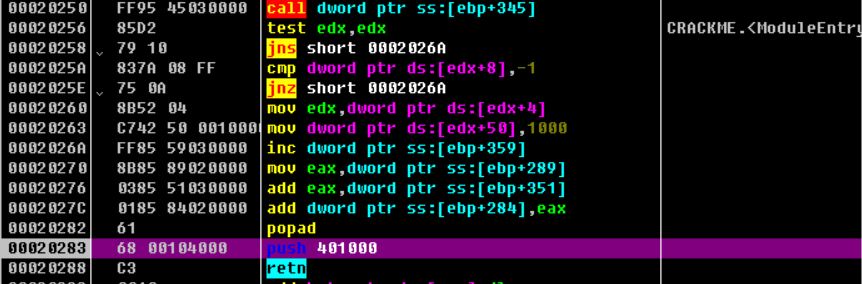 00020250 FF95 45030000 call dword ptr ss:[ebp+345]
00020256 85D2 test edx,edx CRACKME.<ModuleEntry
00020258 79 10 jns short 0002026A
0002025A 837A 08 FF cmp dword ptr ds:[edx+8],-1
0002025E 75 0A jnz short 0002026A
00020260 8B52 04 mov edx,dword ptr ds:[edx+4]
00020263 C742 50 001000 mov dword ptr ds:[edx+50],1000
0002026A FF85 59030000 inc dword ptr ss:[ebp+359]
00020270 8B85 89020000 mov eax,dword ptr ss:[ebp+289]
00020276 0385 51030000 add eax,dword ptr ss:[ebp+351]
0002027C 0185 84020000 add dword ptr ss:[ebp+284],eax
00020282 61 popad
00020283 68 00104000 push 401000
00020288 C3 retn